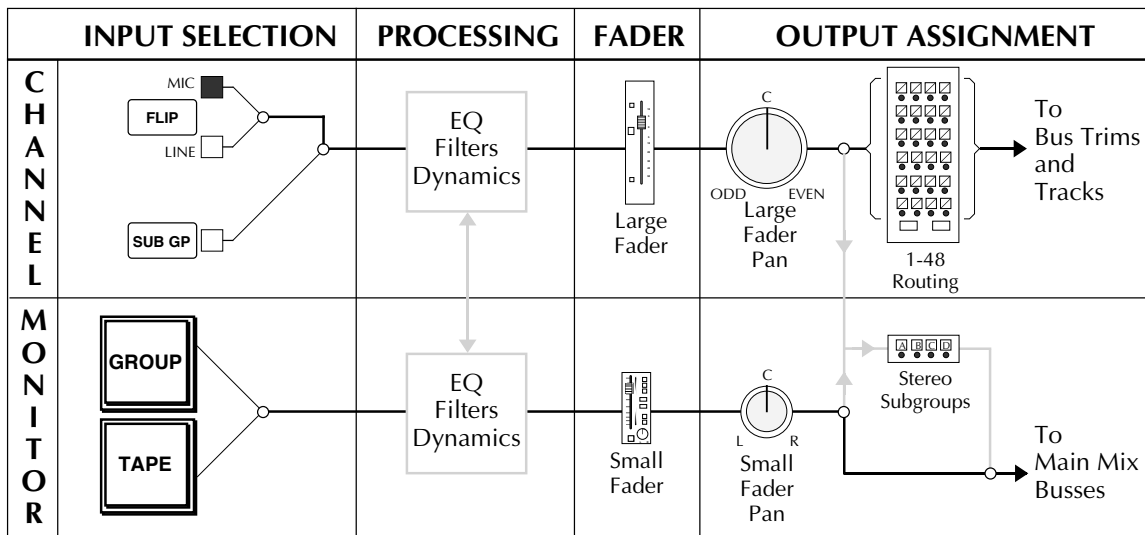 INPUT SELECTION
PROCESSING
FADER
OUTPUT ASSIGNMENT
CHANNEL
MIC
FLIP
LINE
SUB GP
EQ
Filters
Dynamics
Large
Fader
C
ODD
EVEN
Large
Fader
Pan
1-48
Routing
To
Bus Trims
and
Tracks
MONITOR
GROUP
TAPE
EQ
Filters
Dynamics
Small
Fader
C
L
R
Small
Fader
Pan
A B C D
Stereo
Subgroups
To
Main Mix
Busses